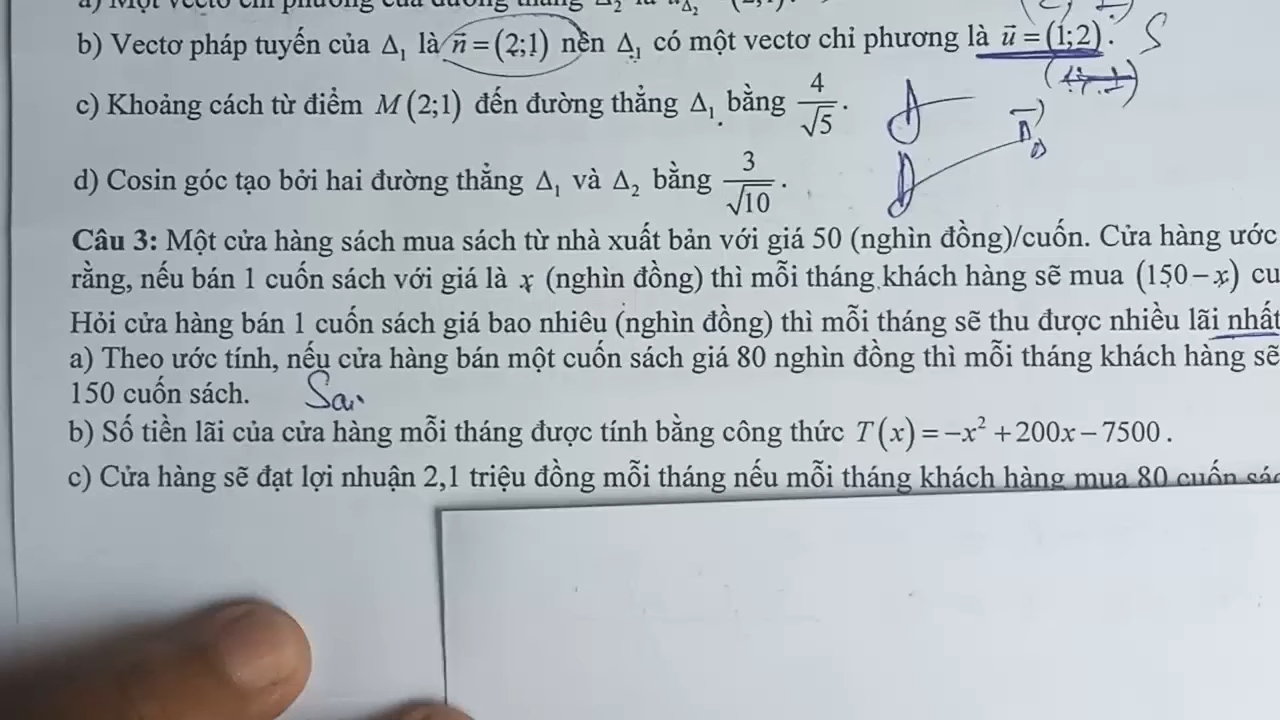 b) Vectơ pháp tuyến của Δ₁ là n⃗ = (2;1) nên Δ₁ có một vectơ chỉ phương là u⃗ = (1;2). S
c) Khoảng cách từ điểm M(2;1) đến đường thẳng Δ₁ bằng 4/√5.
d) Cosin góc tạo bởi hai đường thẳng Δ₁ và Δ₂ bằng 3/√10.
Câu 3: Một cửa hàng sách mua sách từ nhà xuất bản với giá 50 (nghìn đồng)/cuốn. Cửa hàng ước
rằng, nếu bán 1 cuốn sách với giá là x (nghìn đồng) thì mỗi tháng khách hàng sẽ mua (150−x) cu
Hỏi cửa hàng bán 1 cuốn sách giá bao nhiêu (nghìn đồng) thì mỗi tháng sẽ thu được nhiều lãi nhất
a) Theo ước tính, nếu cửa hàng bán một cuốn sách giá 80 nghìn đồng thì mỗi tháng khách hàng sẽ
150 cuốn sách. Sai
b) Số tiền lãi của cửa hàng mỗi tháng được tính bằng công thức T(x) = −x² + 200x − 7500.
c) Cửa hàng sẽ đạt lợi nhuận 2,1 triệu đồng mỗi tháng nếu mỗi tháng khách hàng mua 80 cuốn